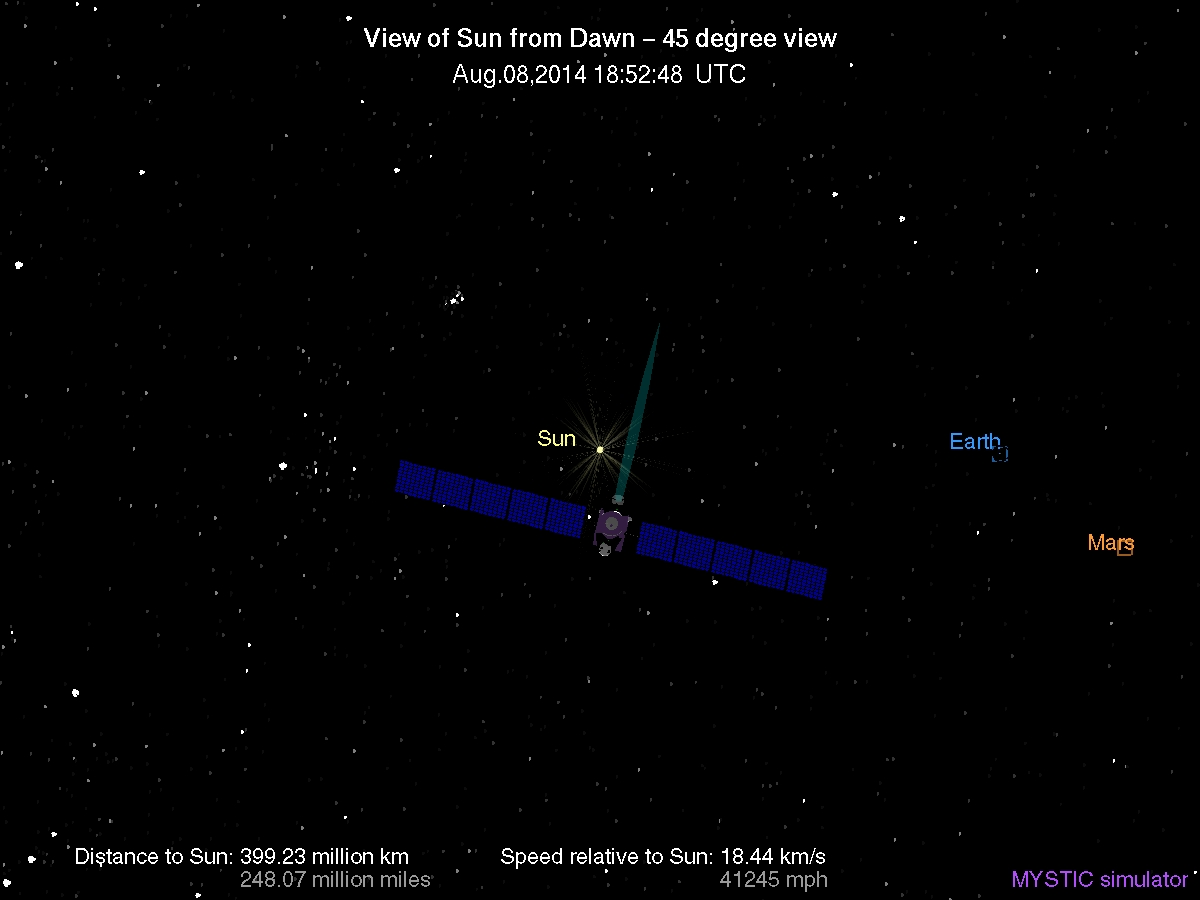 View of Sun from Dawn – 45 degree view
Aug.08,2014 18:52:48 UTC
Sun
Earth
Mars
Distance to Sun: 399.23 million km
248.07 million miles
Speed relative to Sun: 18.44 km/s
41245 mph
MYSTIC simulator